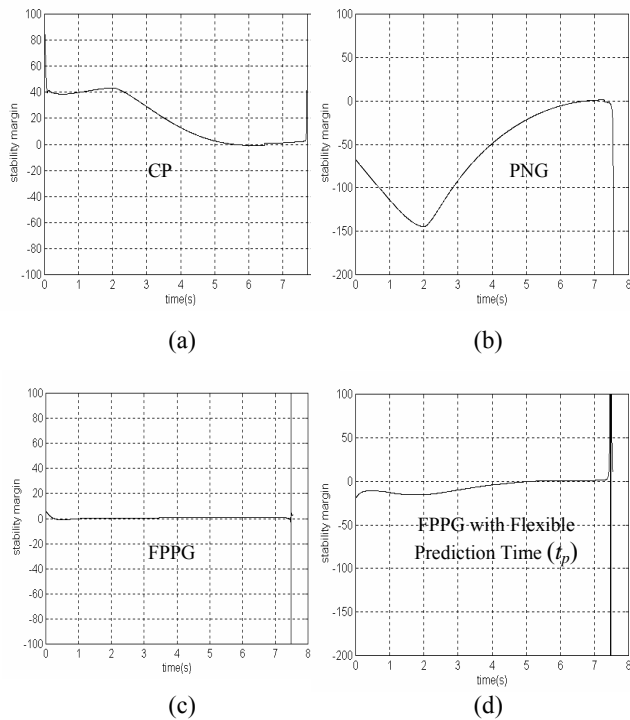 100
80
60
40
20
0
-20
-40
-60
-80
-100
stability margin
CP
0 1 2 3 4 5 6 7
time(s)
(a)
100
50
0
-50
-100
-150
-200
stability margin
PNG
0 1 2 3 4 5 6 7 8
time(s)
(b)
100
80
60
40
20
0
-20
-40
-60
-80
-100
stability margin
FPPG
0 1 2 3 4 5 6 7 8
time(s)
(c)
100
50
0
-50
-100
-150
-200
stability margin
FPPG with Flexible
Prediction Time (tp)
0 1 2 3 4 5 6 7 8
time(s)
(d)